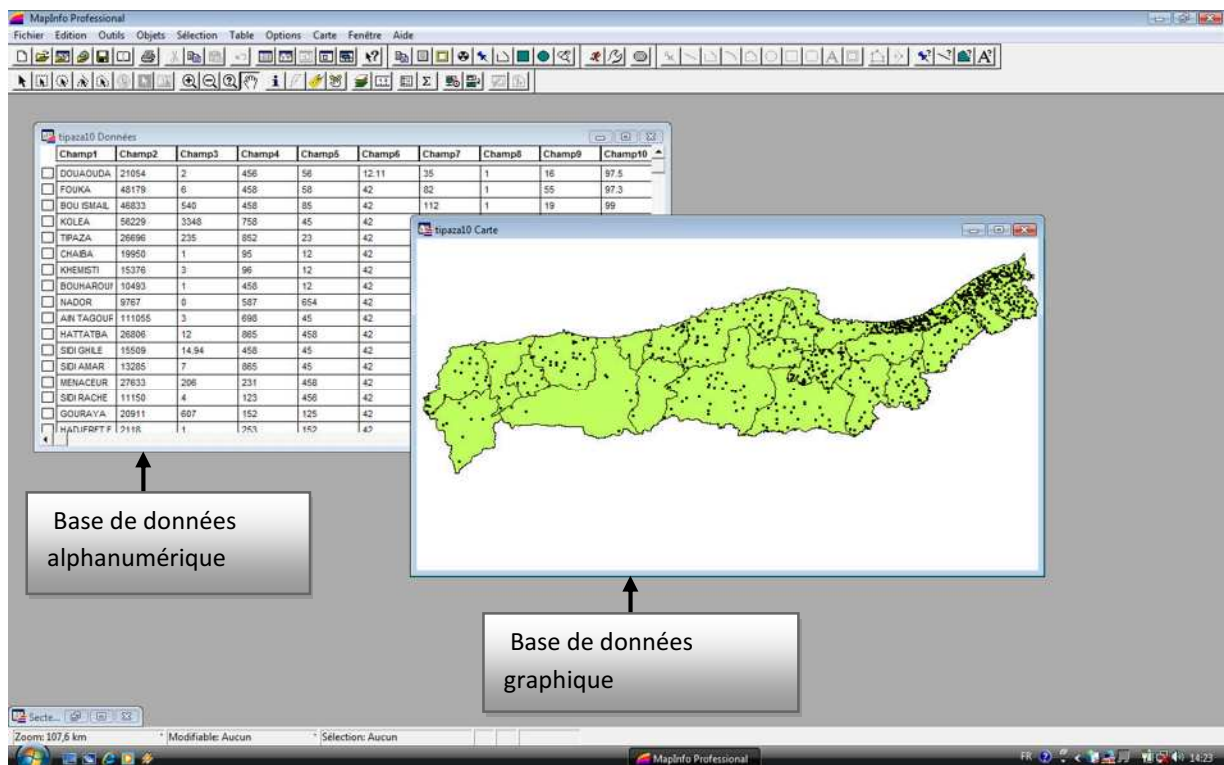 MapInfo Professional
Fichier Edition Outils Objets Sélection Table Options Carte Fenêtre Aide
tipaza10 Données
Champ1 Champ2 Champ3 Champ4 Champ5 Champ6 Champ7 Champ8 Champ9 Champ10
DOUAOUDA 21054 2 456 56 12.11 35 1 16 97.5
FOUKA 48179 6 458 58 42 82 1 55 97.3
BOU ISMAIL 46833 540 458 85 42 112 1 19 99
KOLEA 58229 3348 758 45 42
TIPAZA 26696 235 852 23 42
CHAIBA 19950 1 95 12 42
KHEMISTI 15376 3 96 12 42
BOUHAROUI 10493 1 458 12 42
NADOR 9767 0 587 654 42
AIN TAGOUR 111055 3 698 45 42
HATTATBA 26806 12 865 458 42
SIDI GHILE 15509 14.94 458 45 42
SIDI AMAR 13285 7 865 45 42
MENACEUR 27633 206 231 456 42
SIDI RACHE 11150 4 123 456 42
GOURAYA 20911 607 152 125 42
HADJERET E 2118 1 253 152 42
tipaza10 Carte
Base de données
alphanumérique
Base de données
graphique
Secte...
Zoom: 107,6 km Modifiable: Aucun Sélection: Aucun
MapInfo Professional
FR 14:23